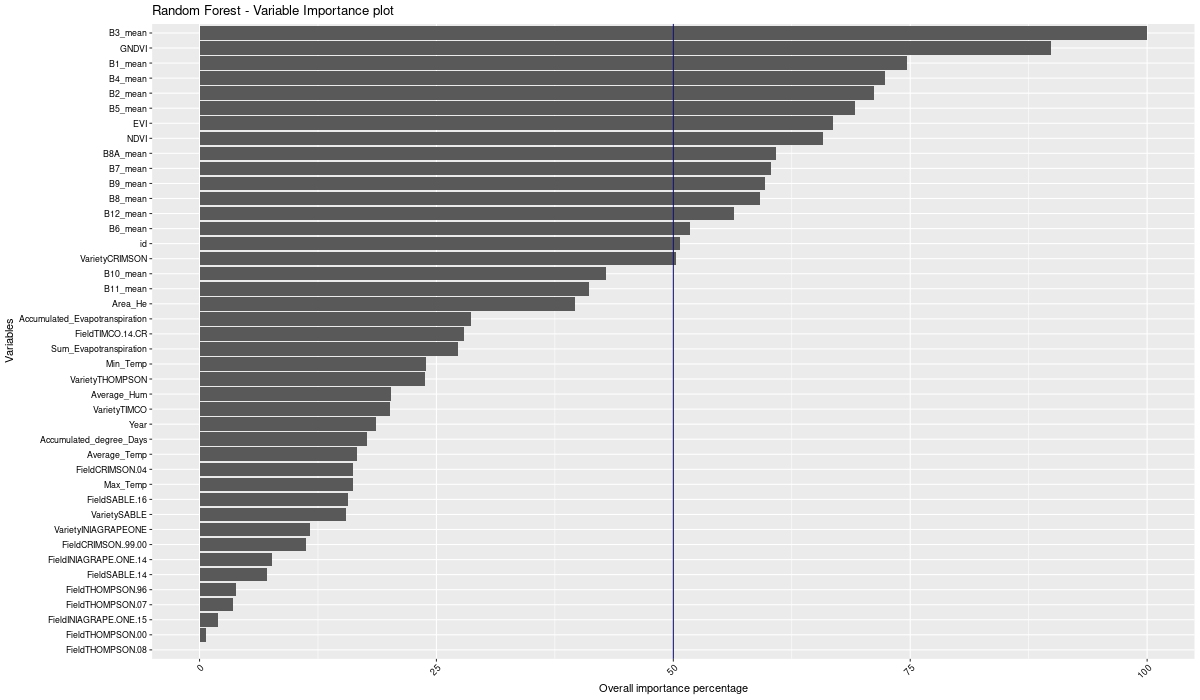 Random Forest - Variable Importance plot
Variables
B3_mean
GNDVI
B1_mean
B4_mean
B2_mean
B5_mean
EVI
NDVI
B8A_mean
B7_mean
B9_mean
B8_mean
B12_mean
B6_mean
id
VarietyCRIMSON
B10_mean
B11_mean
Area_He
Accumulated_Evapotranspiration
FieldTIMCO.14.CR
Sum_Evapotranspiration
Min_Temp
VarietyTHOMPSON
Average_Hum
VarietyTIMCO
Year
Accumulated_degree_Days
Average_Temp
FieldCRIMSON.04
Max_Temp
FieldSABLE.16
VarietySABLE
VarietyINIAGRAPEONE
FieldCRIMSON..99.00
FieldINIAGRAPE.ONE.14
FieldSABLE.14
FieldTHOMPSON.96
FieldTHOMPSON.07
FieldINIAGRAPE.ONE.15
FieldTHOMPSON.00
FieldTHOMPSON.08
0 25 50 75 100
Overall importance percentage